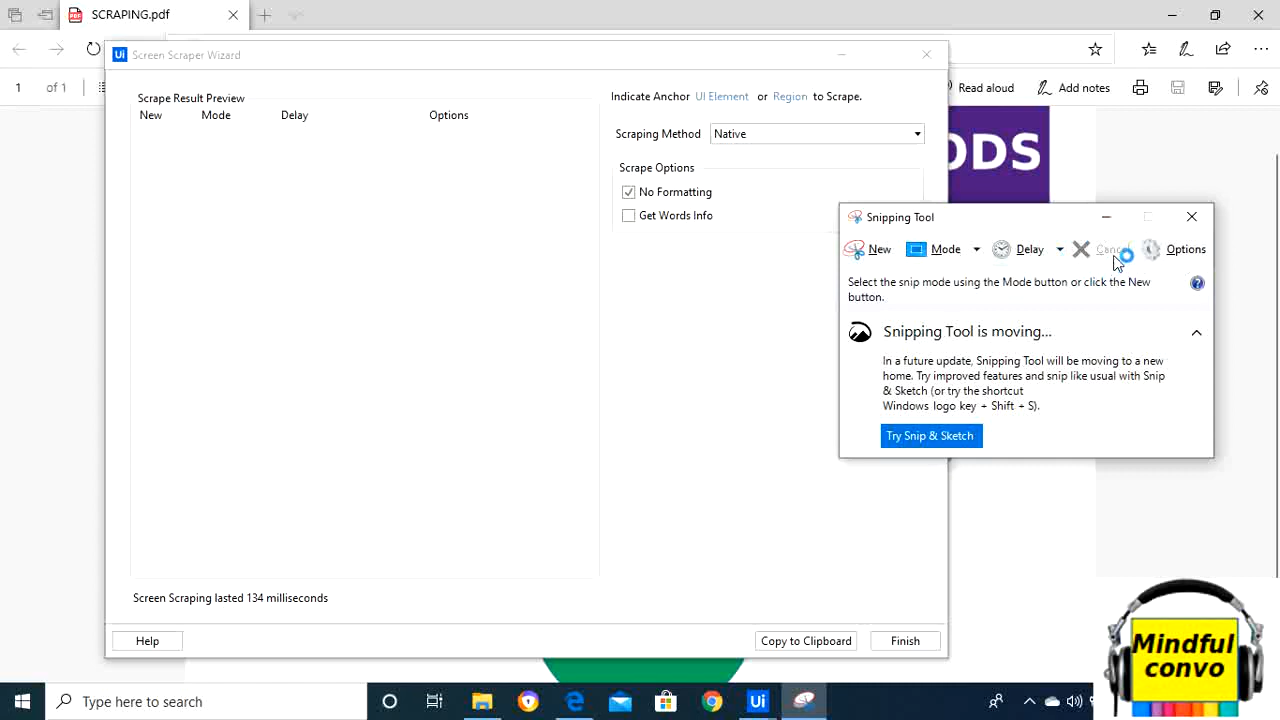 SCRAPING.pdf
1 of 1
Read aloud
Add notes
Ui Screen Scraper Wizard
Scrape Result Preview
New Mode Delay Options
Indicate Anchor UI Element or Region to Scrape.
Scraping Method Native
Scrape Options
No Formatting
Get Words Info
ODS
Snipping Tool
New Mode Delay Options
Select the snip mode using the Mode button or click the New
button.
Snipping Tool is moving...
In a future update, Snipping Tool will be moving to a new
home. Try improved features and snip like usual with Snip
& Sketch (or try the shortcut
Windows logo key + Shift + S).
Try Snip & Sketch
Screen Scraping lasted 134 milliseconds
Help
Copy to Clipboard
Finish
Mindful
convo
Type here to search
Ui